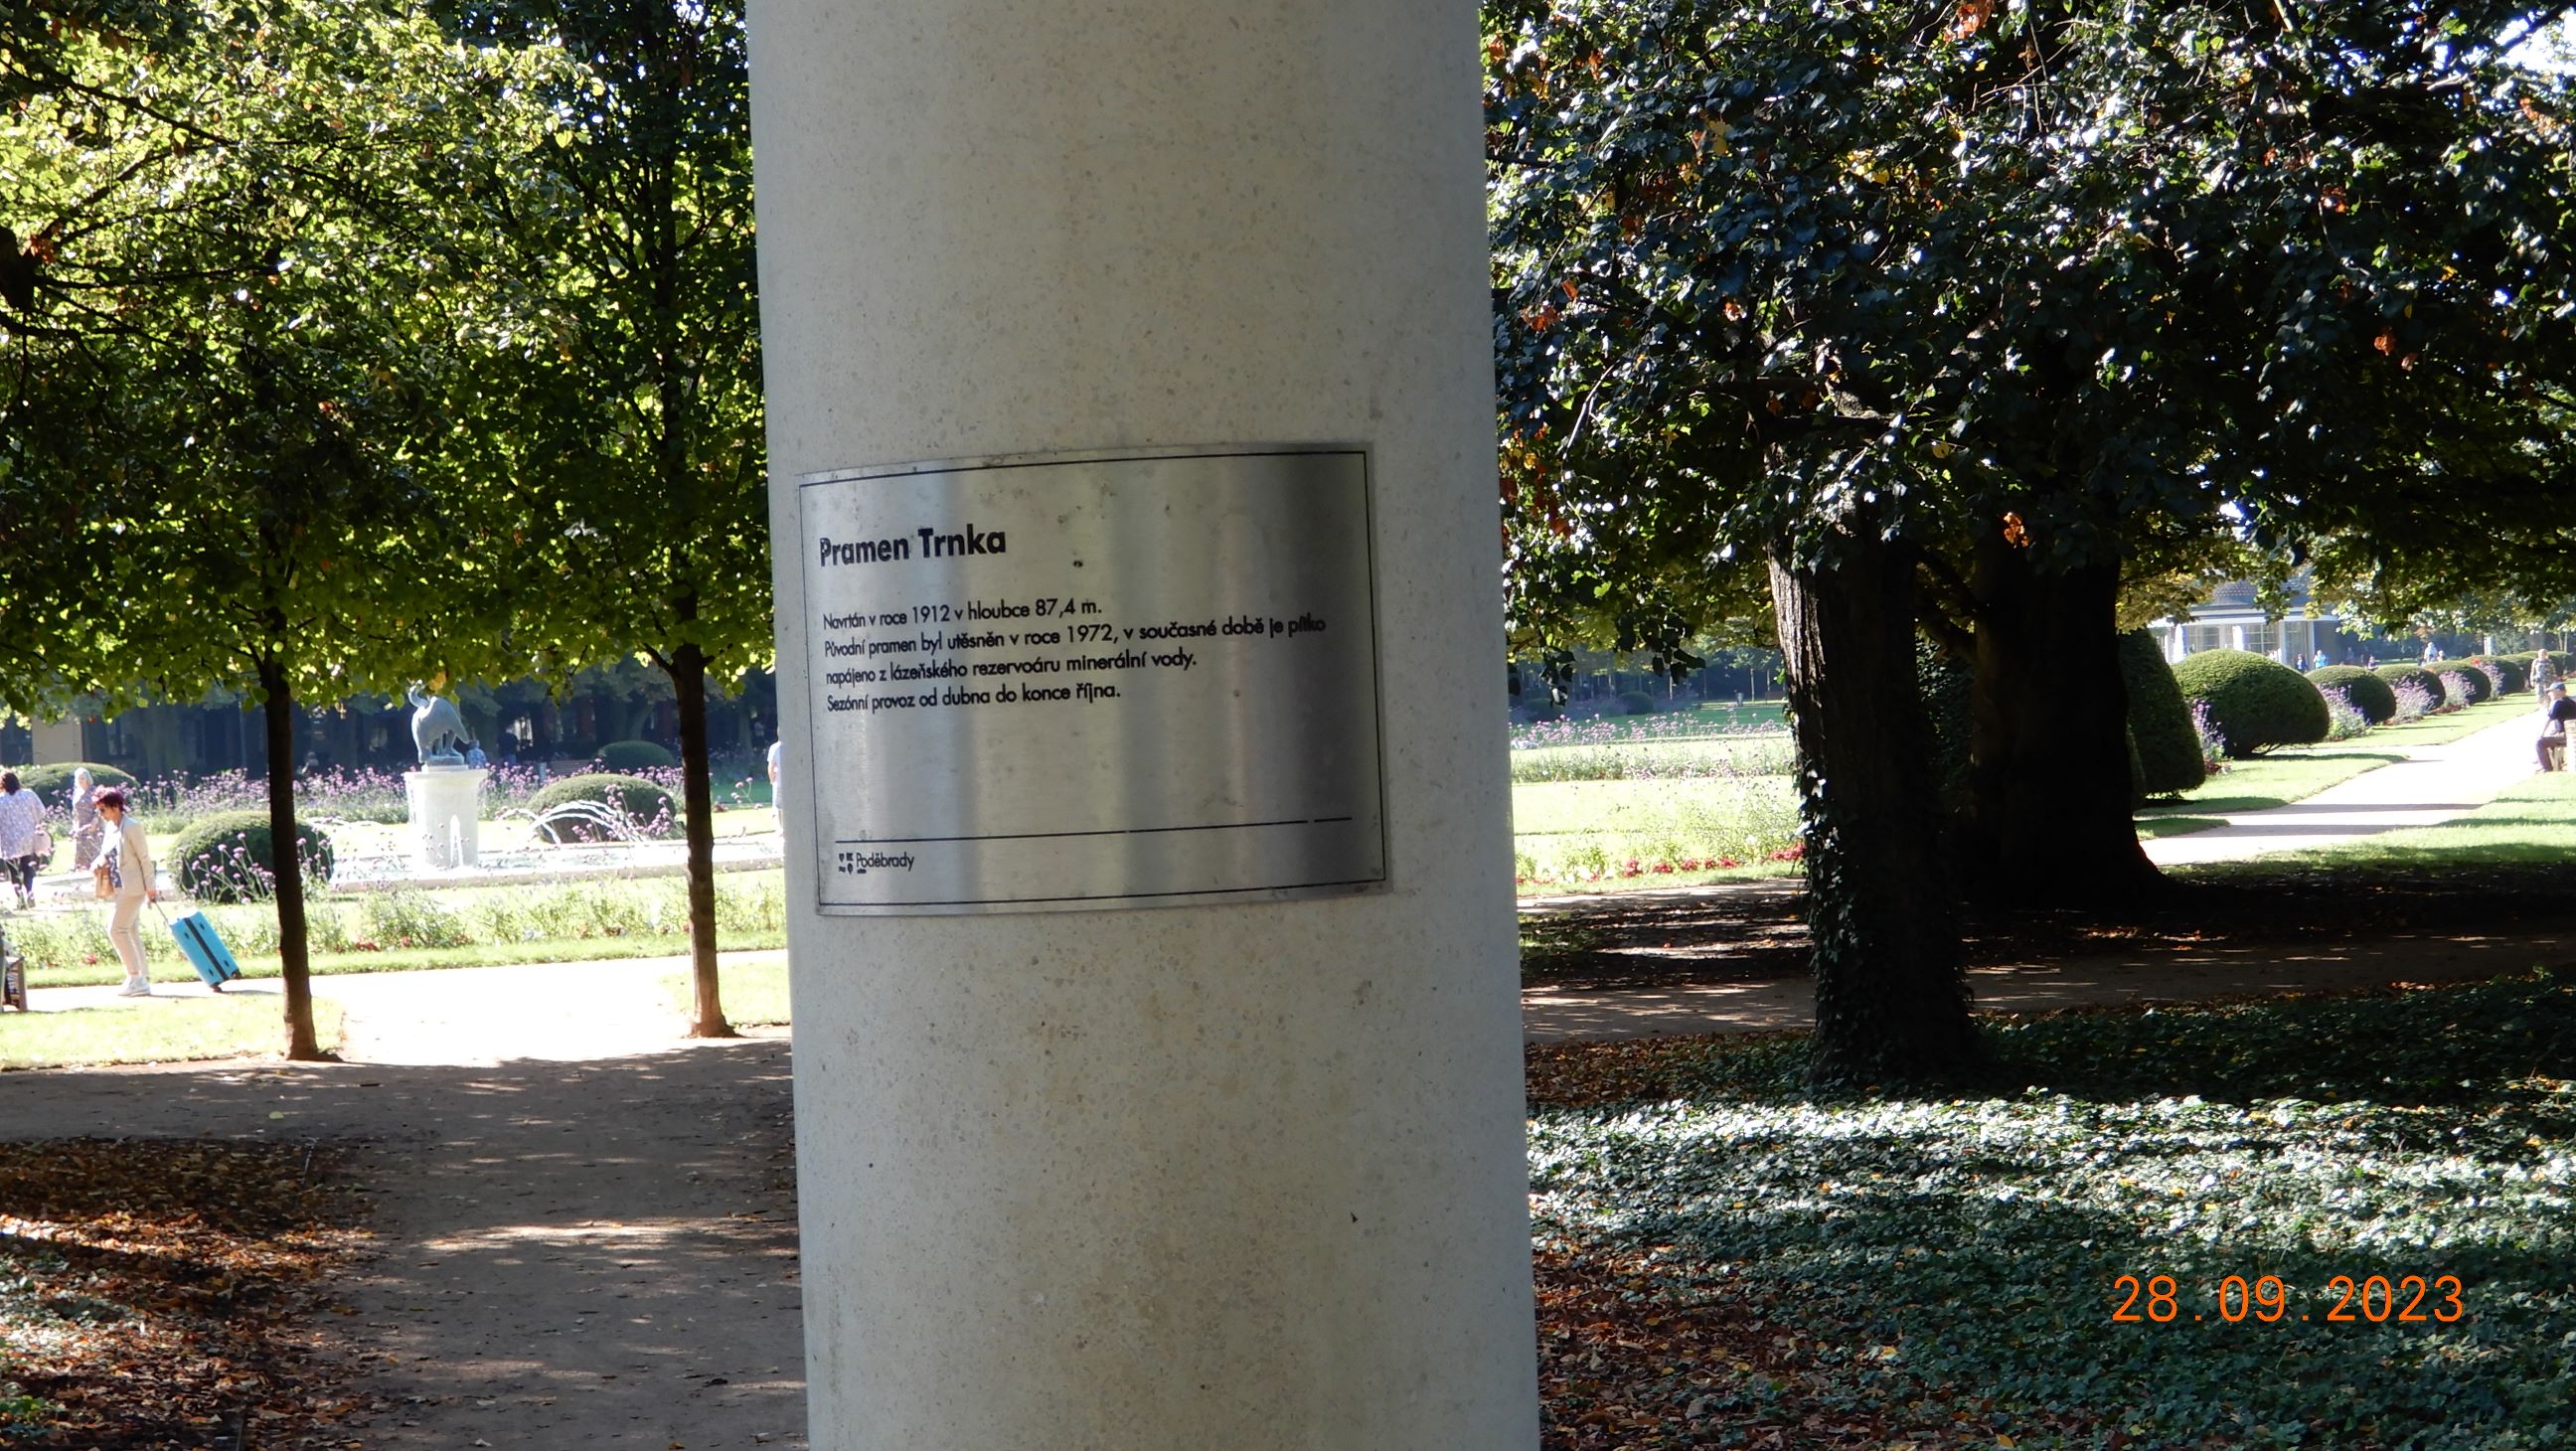 Pramen Trnka
Navrtán v roce 1912 v hloubce 87,4 m.
Původní pramen byl utěsněn v roce 1972, v současné době je pítko
napájeno z lázeňského rezervoáru minerální vody.
Sezónní provoz od dubna do konce října.
Poděbrady
28.09.2023